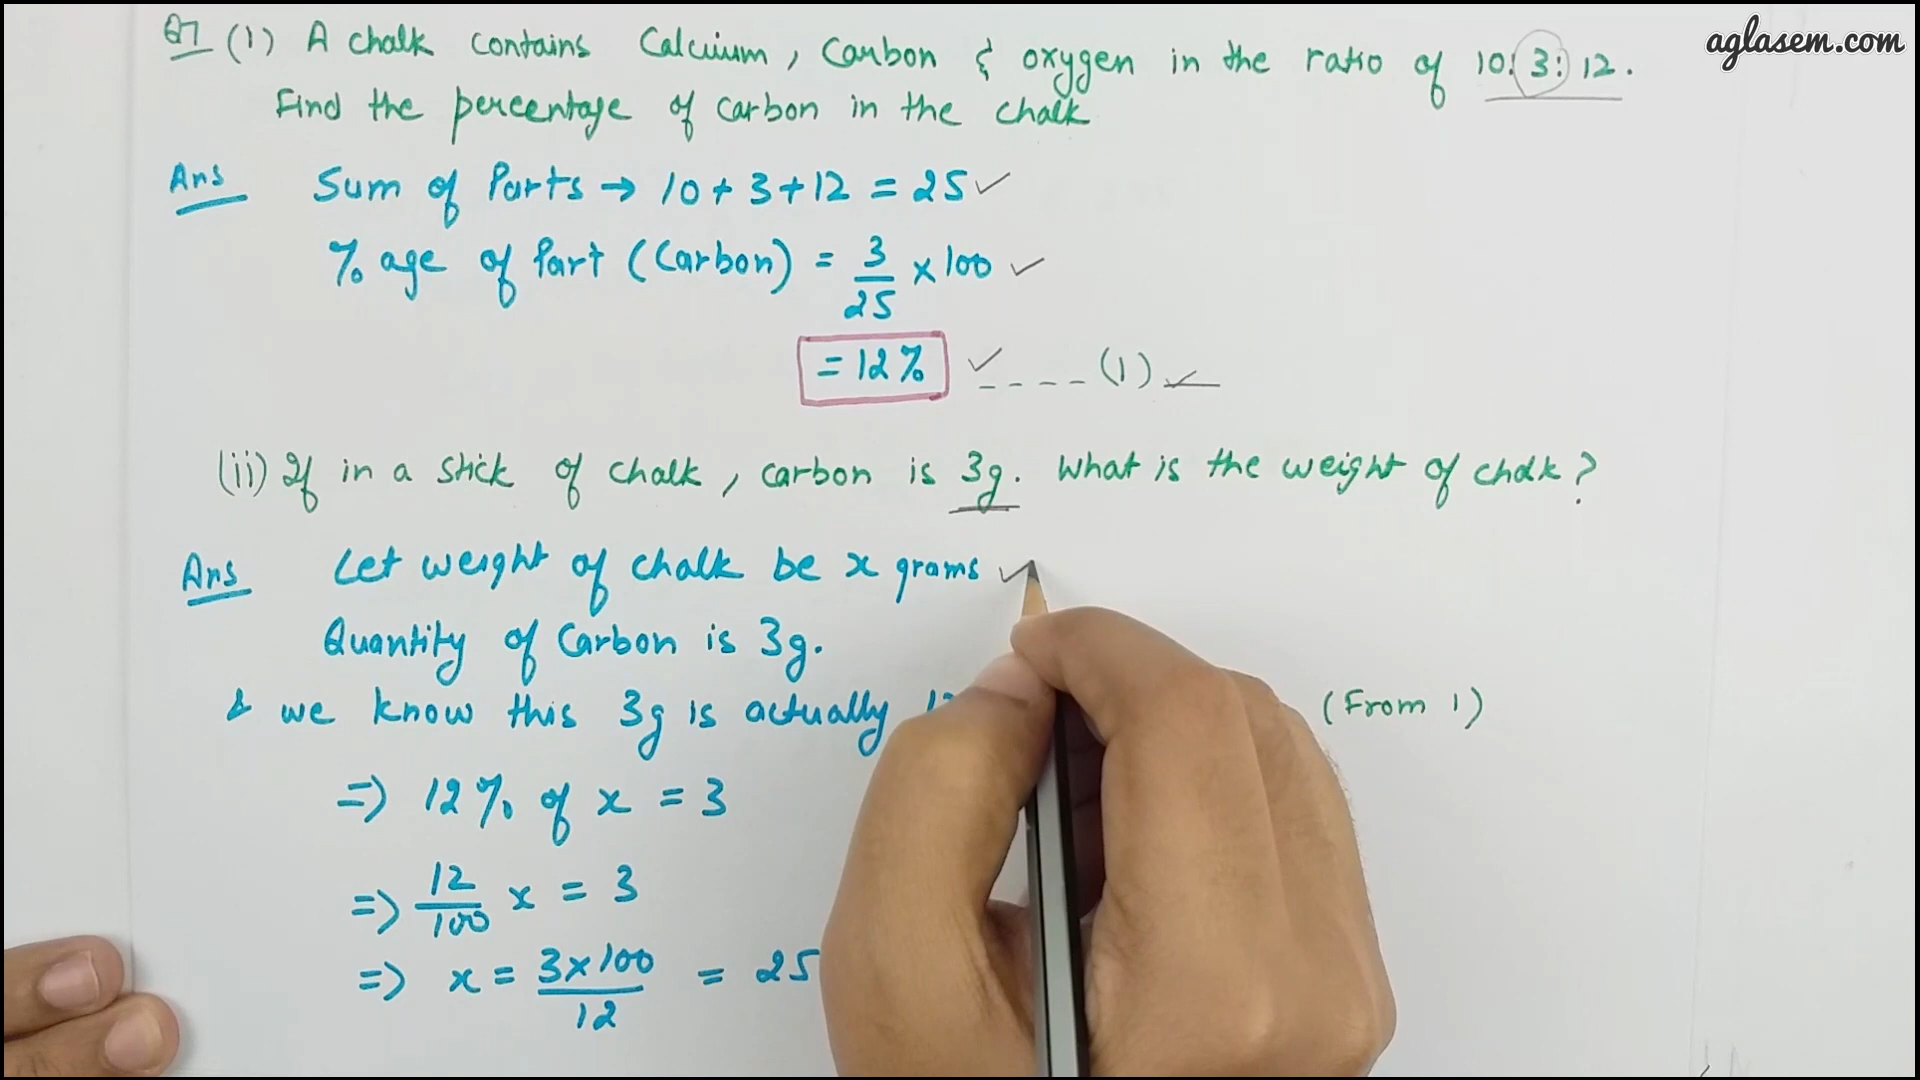 Q7 (1) A chalk contains Calcium, Carbon & oxygen in the ratio of 10:3:12.
aglasem.com
Find the percentage of carbon in the chalk
Ans Sum of Parts → 10 + 3 + 12 = 25 ✓
% age of Part (Carbon) = 3/25 × 100 ✓
= 12% ✓ ---- (1) ✓
(ii) If in a stick of chalk, carbon is 3g. What is the weight of chalk?
Ans Let weight of chalk be x grams ✓
Quantity of Carbon is 3g.
& we know this 3g is actually (From 1)
=> 12% of x = 3
=> 12/100 x = 3
=> x = 3×100/12 = 25